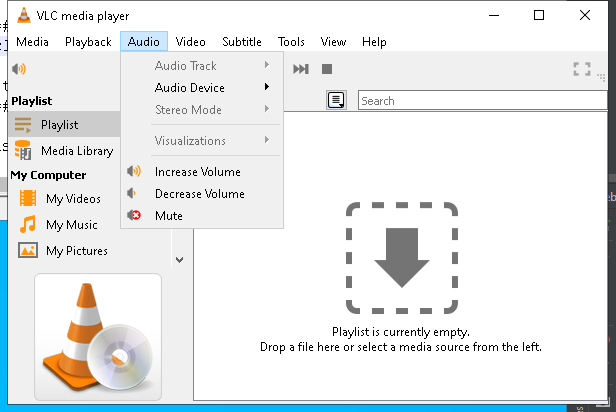 VLC media player
Media Playback Audio Video Subtitle Tools View Help
Audio Track
Audio Device
Stereo Mode
Visualizations
Increase Volume
Decrease Volume
Mute
Search
Playlist
Playlist
Media Library
My Computer
My Videos
My Music
My Pictures
Playlist is currently empty.
Drop a file here or select a media source from the left.